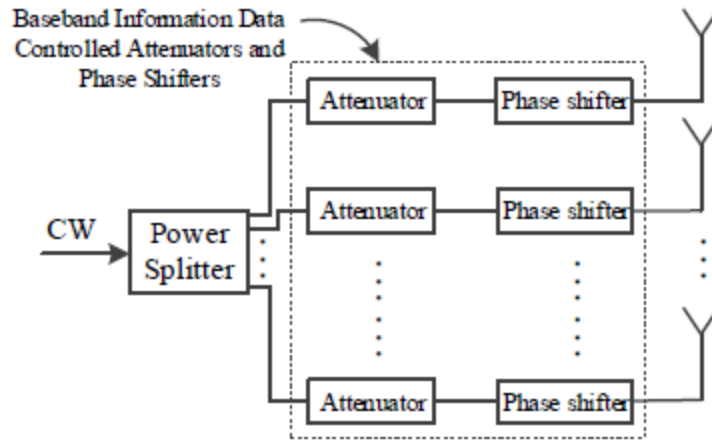 Baseband Information Data
Controlled Attenuators and
Phase Shifters
Attenuator
Phase shifter
Attenuator
Phase shifter
CW
Power
Splitter
Attenuator
Phase shifter